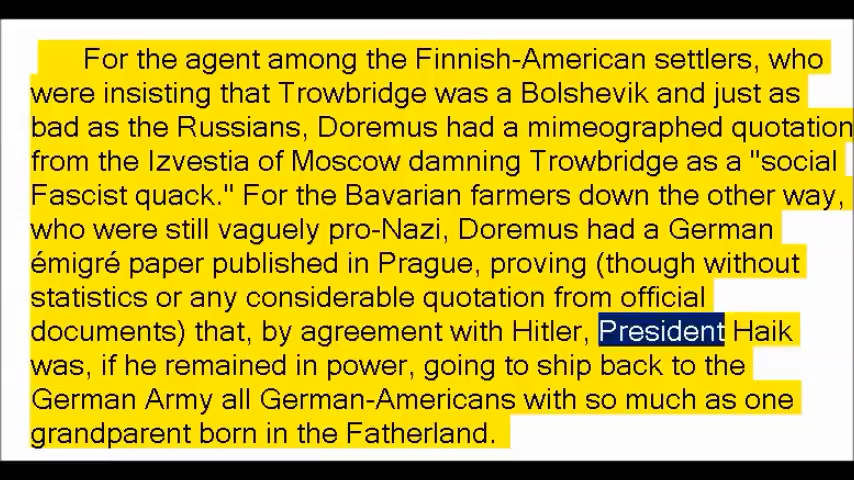 For the agent among the Finnish-American settlers, who
were insisting that Trowbridge was a Bolshevik and just as
bad as the Russians, Doremus had a mimeographed quotation
from the Izvestia of Moscow damning Trowbridge as a "social
Fascist quack." For the Bavarian farmers down the other way,
who were still vaguely pro-Nazi, Doremus had a German
émigré paper published in Prague, proving (though without
statistics or any considerable quotation from official
documents) that, by agreement with Hitler, President Haik
was, if he remained in power, going to ship back to the
German Army all German-Americans with so much as one
grandparent born in the Fatherland.